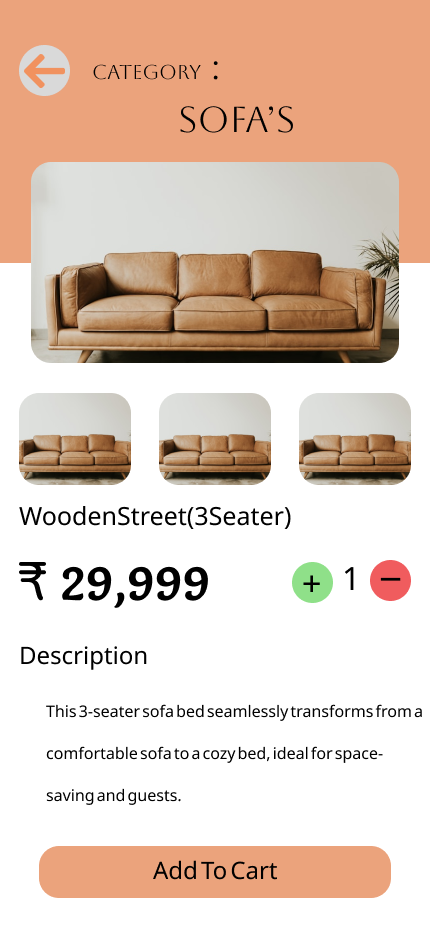 CATEGORY :
SOFA’S
WoodenStreet(3Seater)
₹ 29,999
+ 1 −
Description
This 3-seater sofa bed seamlessly transforms from a
comfortable sofa to a cozy bed, ideal for space-
saving and guests.
Add To Cart